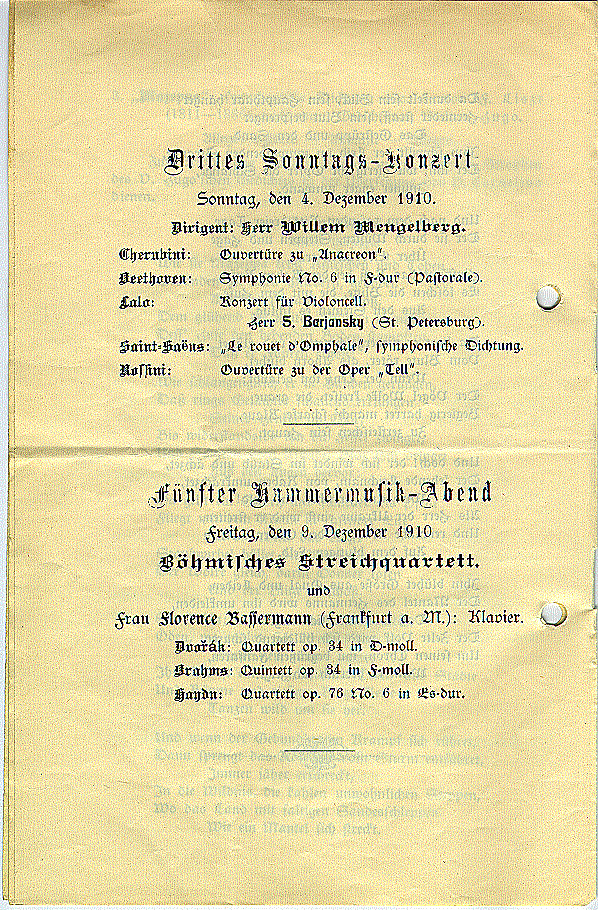 Drittes Sonntags-Konzert
Sonntag, den 4. Dezember 1910.
Dirigent: Herr Willem Mengelberg.
Cherubini: Ouvertüre zu „Anacreon“.
Beethoven: Symphonie No. 6 in F-dur (Pastorale).
Lalo: Konzert für Violoncell.
Herr S. Barjansky (St. Petersburg).
Saint-Saëns: „Le rouet d'Omphale“, symphonische Dichtung.
Rossini: Ouvertüre zu der Oper „Tell“.
Fünfter Kammermusik-Abend
Freitag, den 9. Dezember 1910
Böhmisches Streichquartett.
und
Frau Florence Bassermann (Frankfurt a. M.): Klavier.
Dvořák: Quartett op. 34 in D-moll.
Brahms: Quintett op. 34 in F-moll.
Haydn: Quartett op. 76 No. 6 in Es-dur.